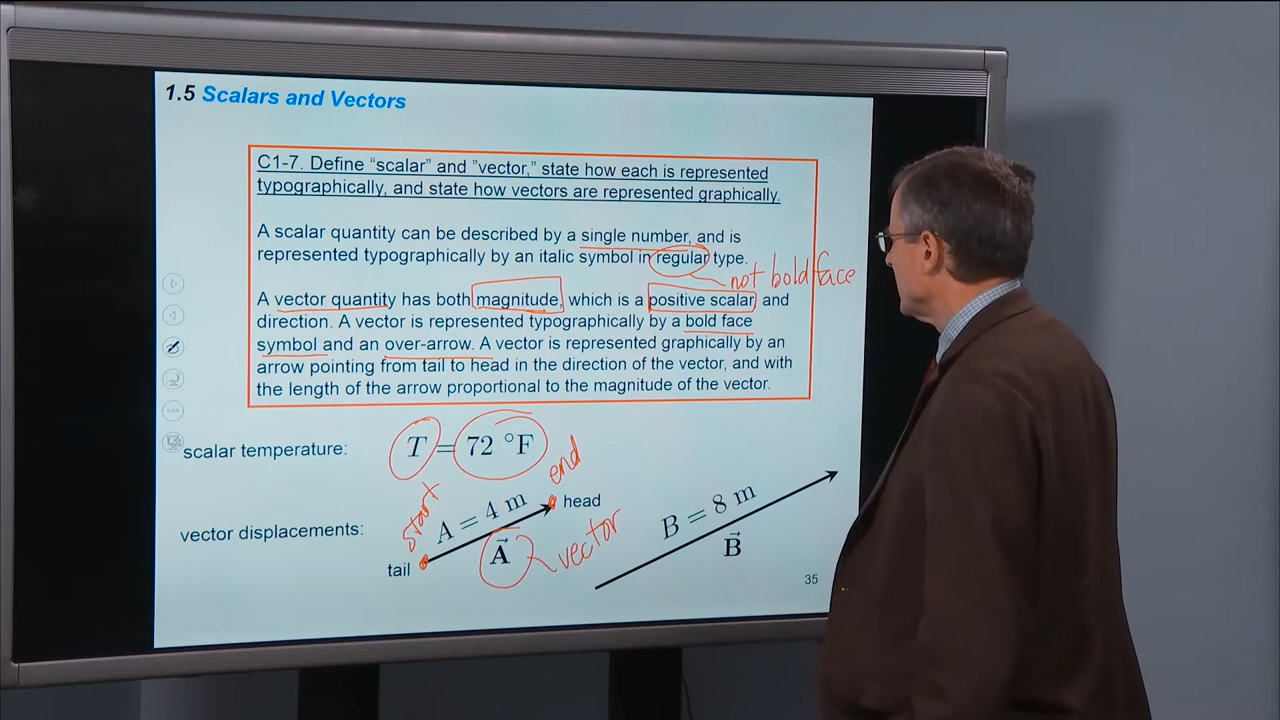 1.5 Scalars and Vectors
C1-7. Define “scalar” and ”vector,” state how each is represented
typographically, and state how vectors are represented graphically.
A scalar quantity can be described by a single number, and is
represented typographically by an italic symbol in regular type.
not bold face
A vector quantity has both magnitude, which is a positive scalar and
direction. A vector is represented typographically by a bold face
symbol and an over-arrow. A vector is represented graphically by an
arrow pointing from tail to head in the direction of the vector, and with
the length of the arrow proportional to the magnitude of the vector.
scalar temperature: T = 72 °F
vector displacements:
start
A = 4 m
end
head
tail
A⃗
vector
B = 8 m
B⃗
35